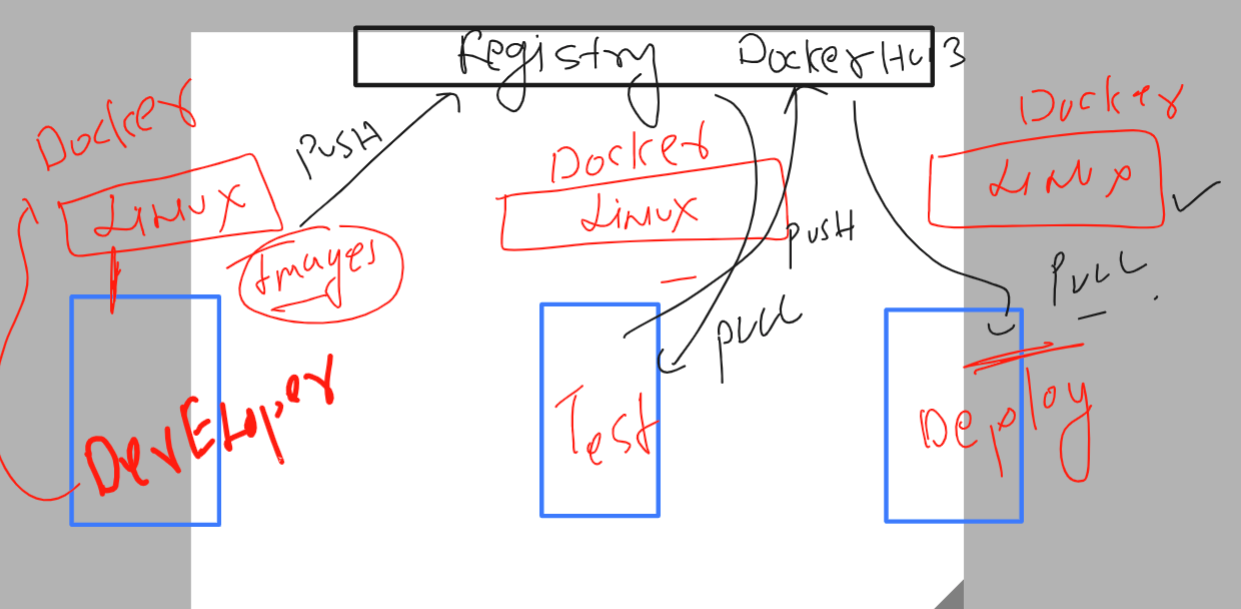 Registry DockerHub
Docker
PUSH
LINUX
Images
Docker
LINUX
PUSH
PULL
Docker
LINUX
PULL
DevELoper
Test
Deploy